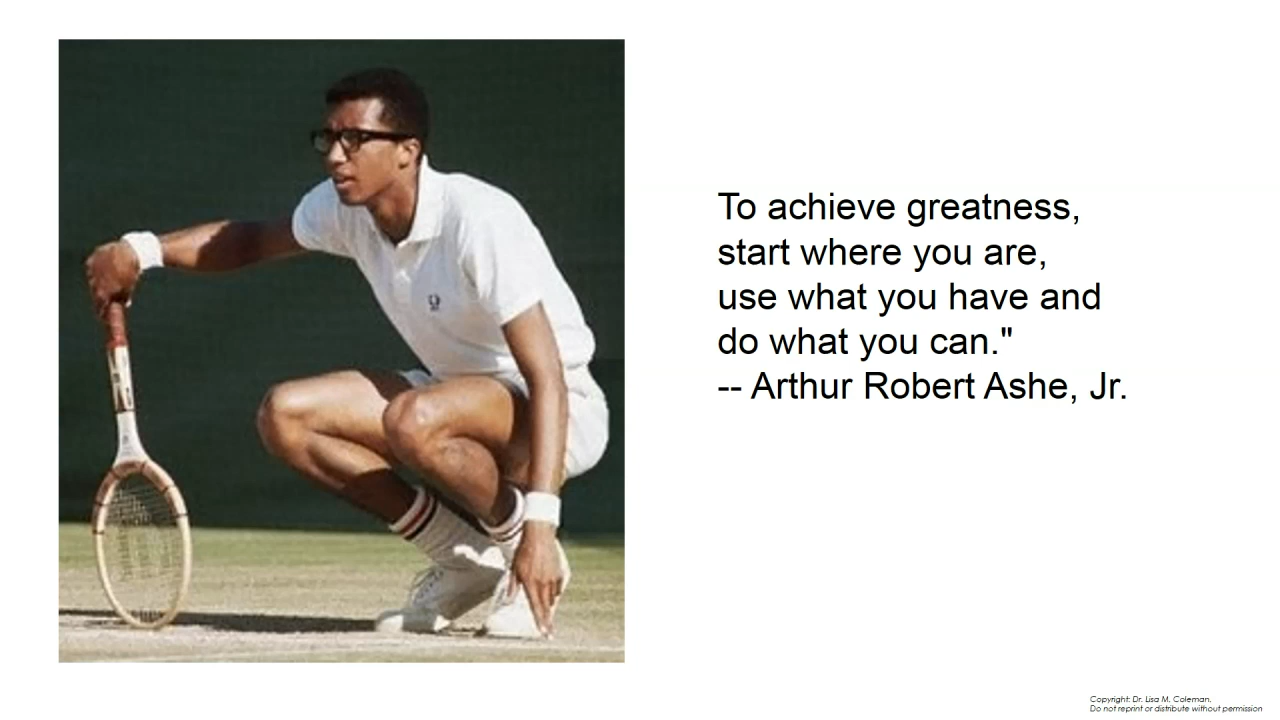 To achieve greatness,
start where you are,
use what you have and
do what you can."
-- Arthur Robert Ashe, Jr.
Copyright: Dr. Lisa M. Coleman.
Do not reprint or distribute without permission